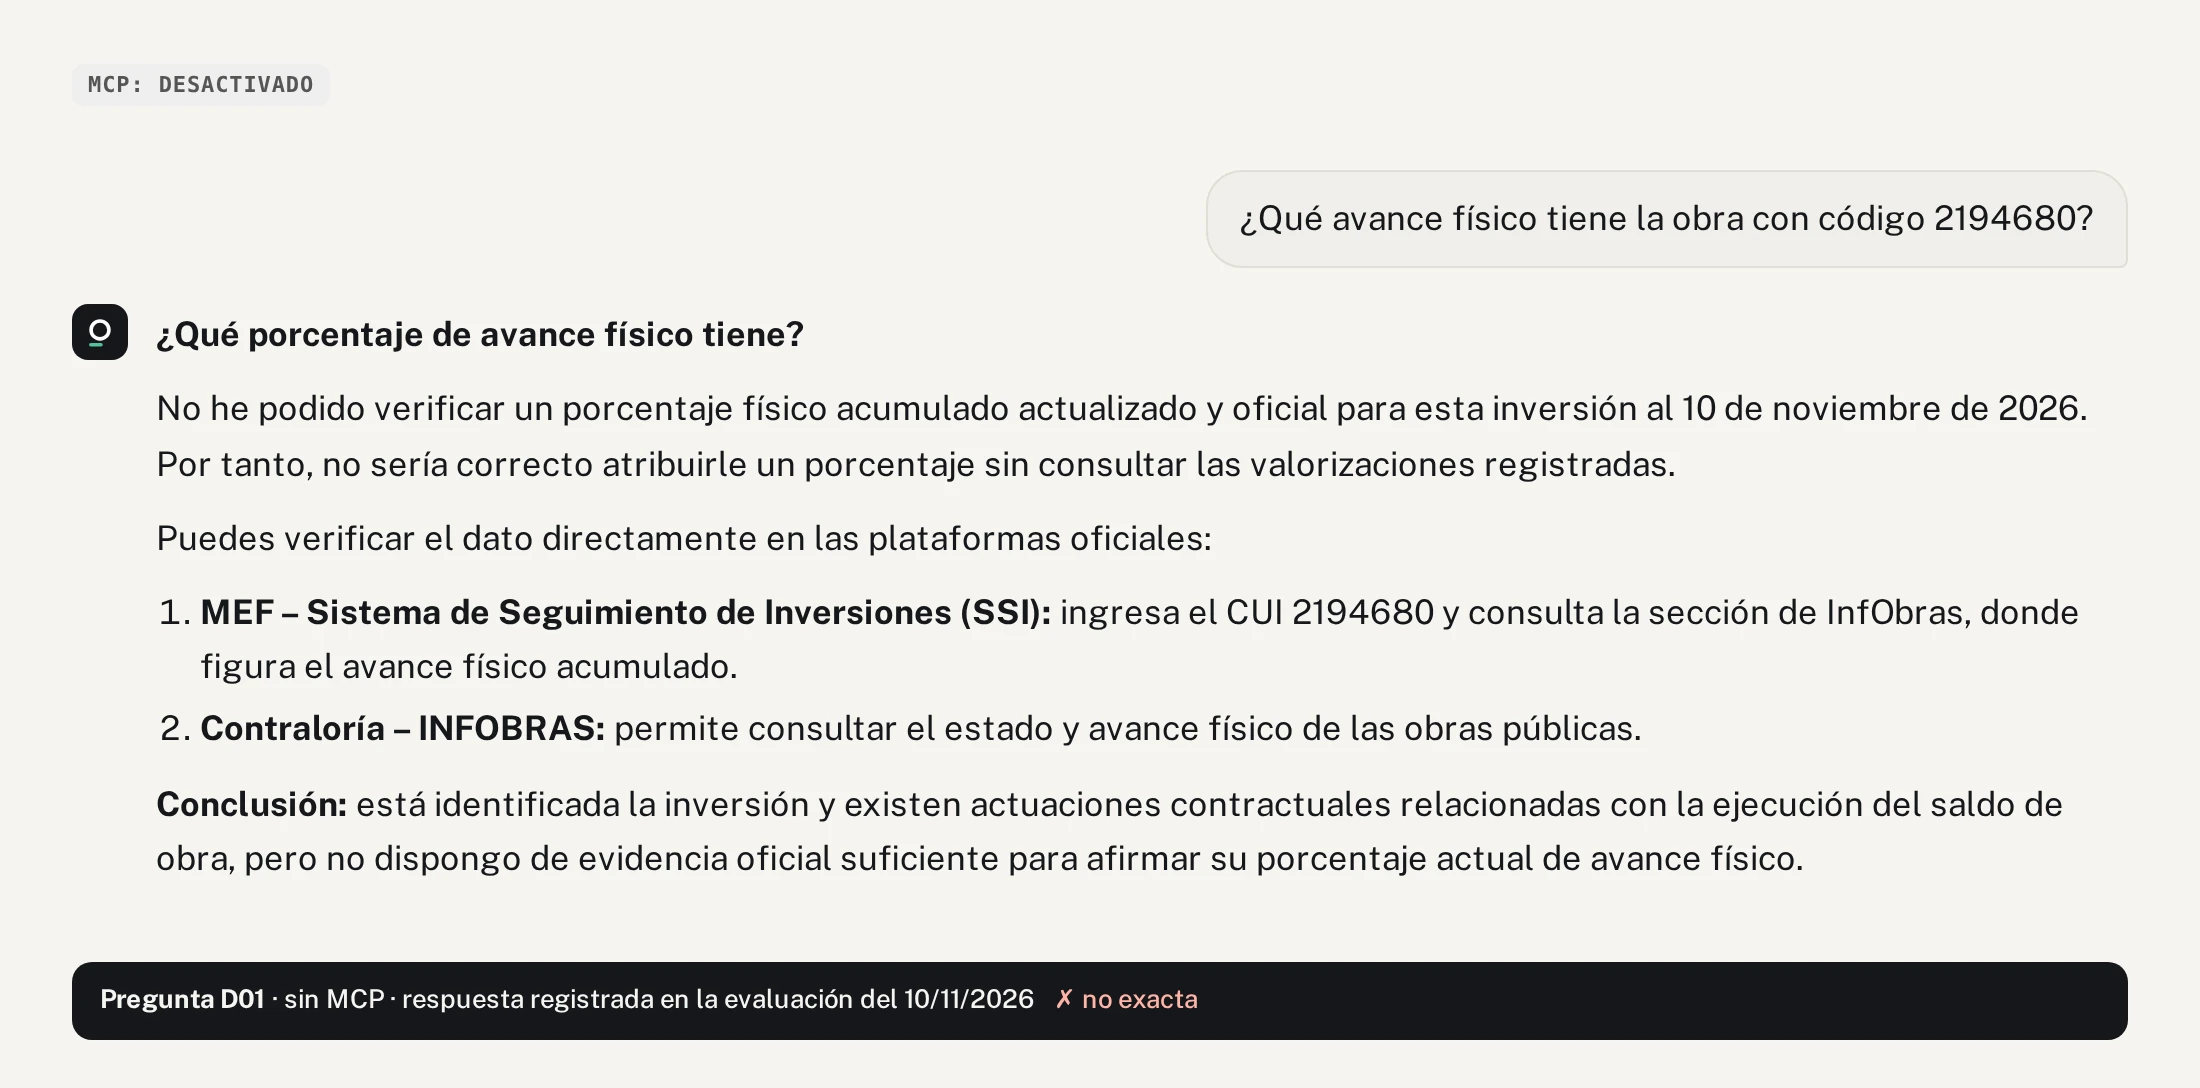 MCP: DESACTIVADO
¿Qué avance físico tiene la obra con código 2194680?
¿Qué porcentaje de avance físico tiene?
No he podido verificar un porcentaje físico acumulado actualizado y oficial para esta inversión al 10 de noviembre de 2026.
Por tanto, no sería correcto atribuirle un porcentaje sin consultar las valorizaciones registradas.
Puedes verificar el dato directamente en las plataformas oficiales:
1. MEF – Sistema de Seguimiento de Inversiones (SSI): ingresa el CUI 2194680 y consulta la sección de InfObras, donde
figura el avance físico acumulado.
2. Contraloría – INFOBRAS: permite consultar el estado y avance físico de las obras públicas.
Conclusión: está identificada la inversión y existen actuaciones contractuales relacionadas con la ejecución del saldo de
obra, pero no dispongo de evidencia oficial suficiente para afirmar su porcentaje actual de avance físico.
Pregunta D01 · sin MCP · respuesta registrada en la evaluación del 10/11/2026 ✗ no exacta